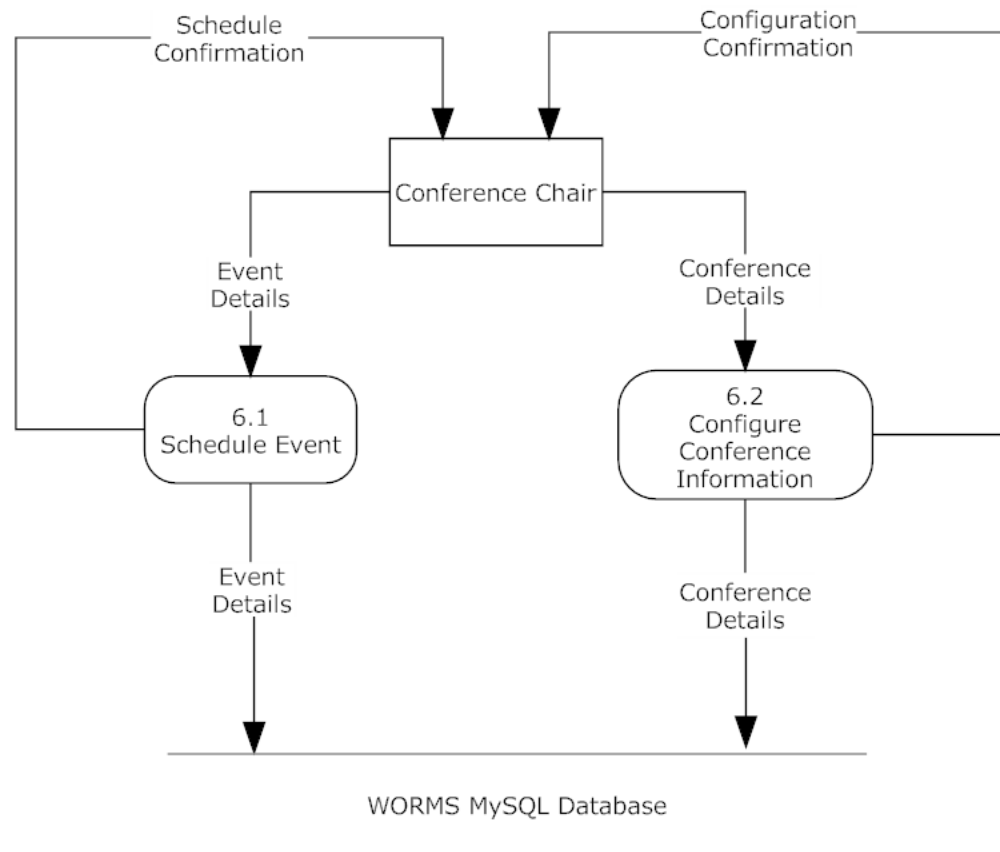 Schedule
Confirmation
Configuration
Confirmation
Conference Chair
Event
Details
Conference
Details
6.1
Schedule Event
6.2
Configure
Conference
Information
Event
Details
Conference
Details
WORMS MySQL Database